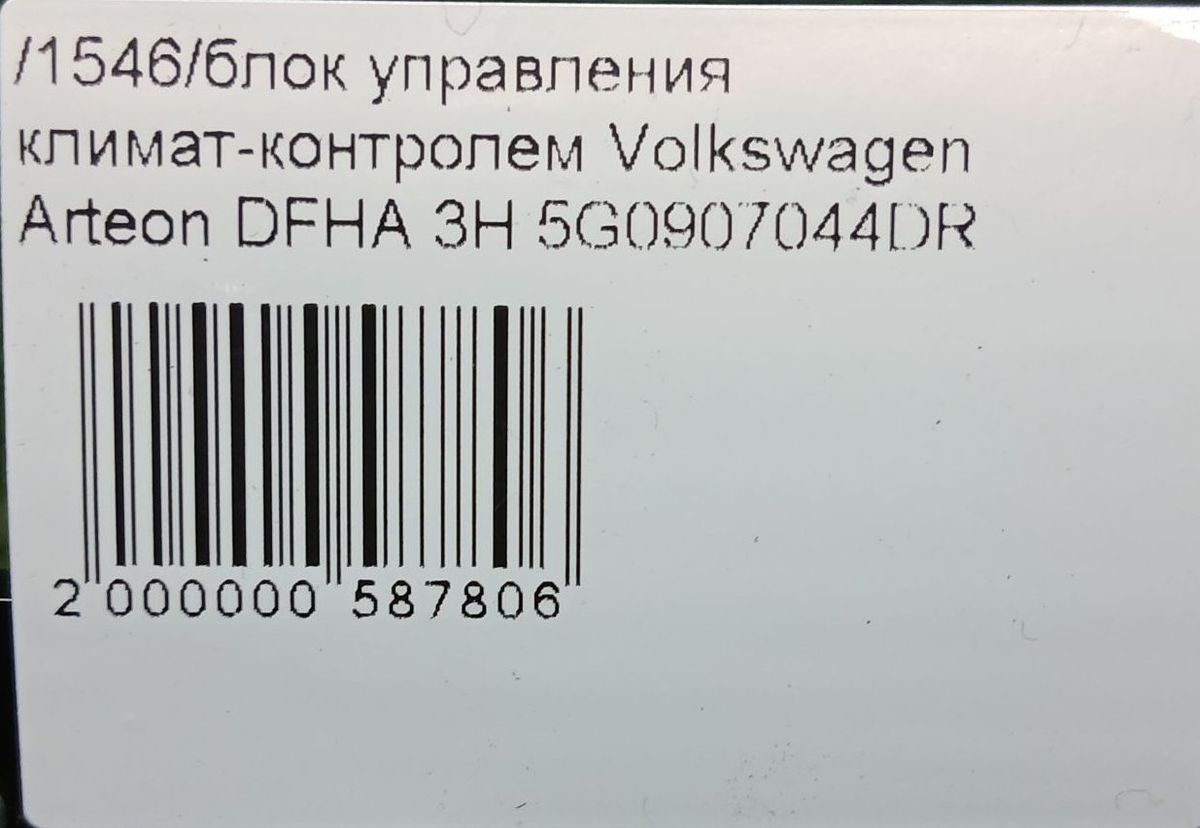 /1546/блок управления
климат-контролем Volkswagen
Arteon DFHA 3H 5G0907044DR
2 000000 587806